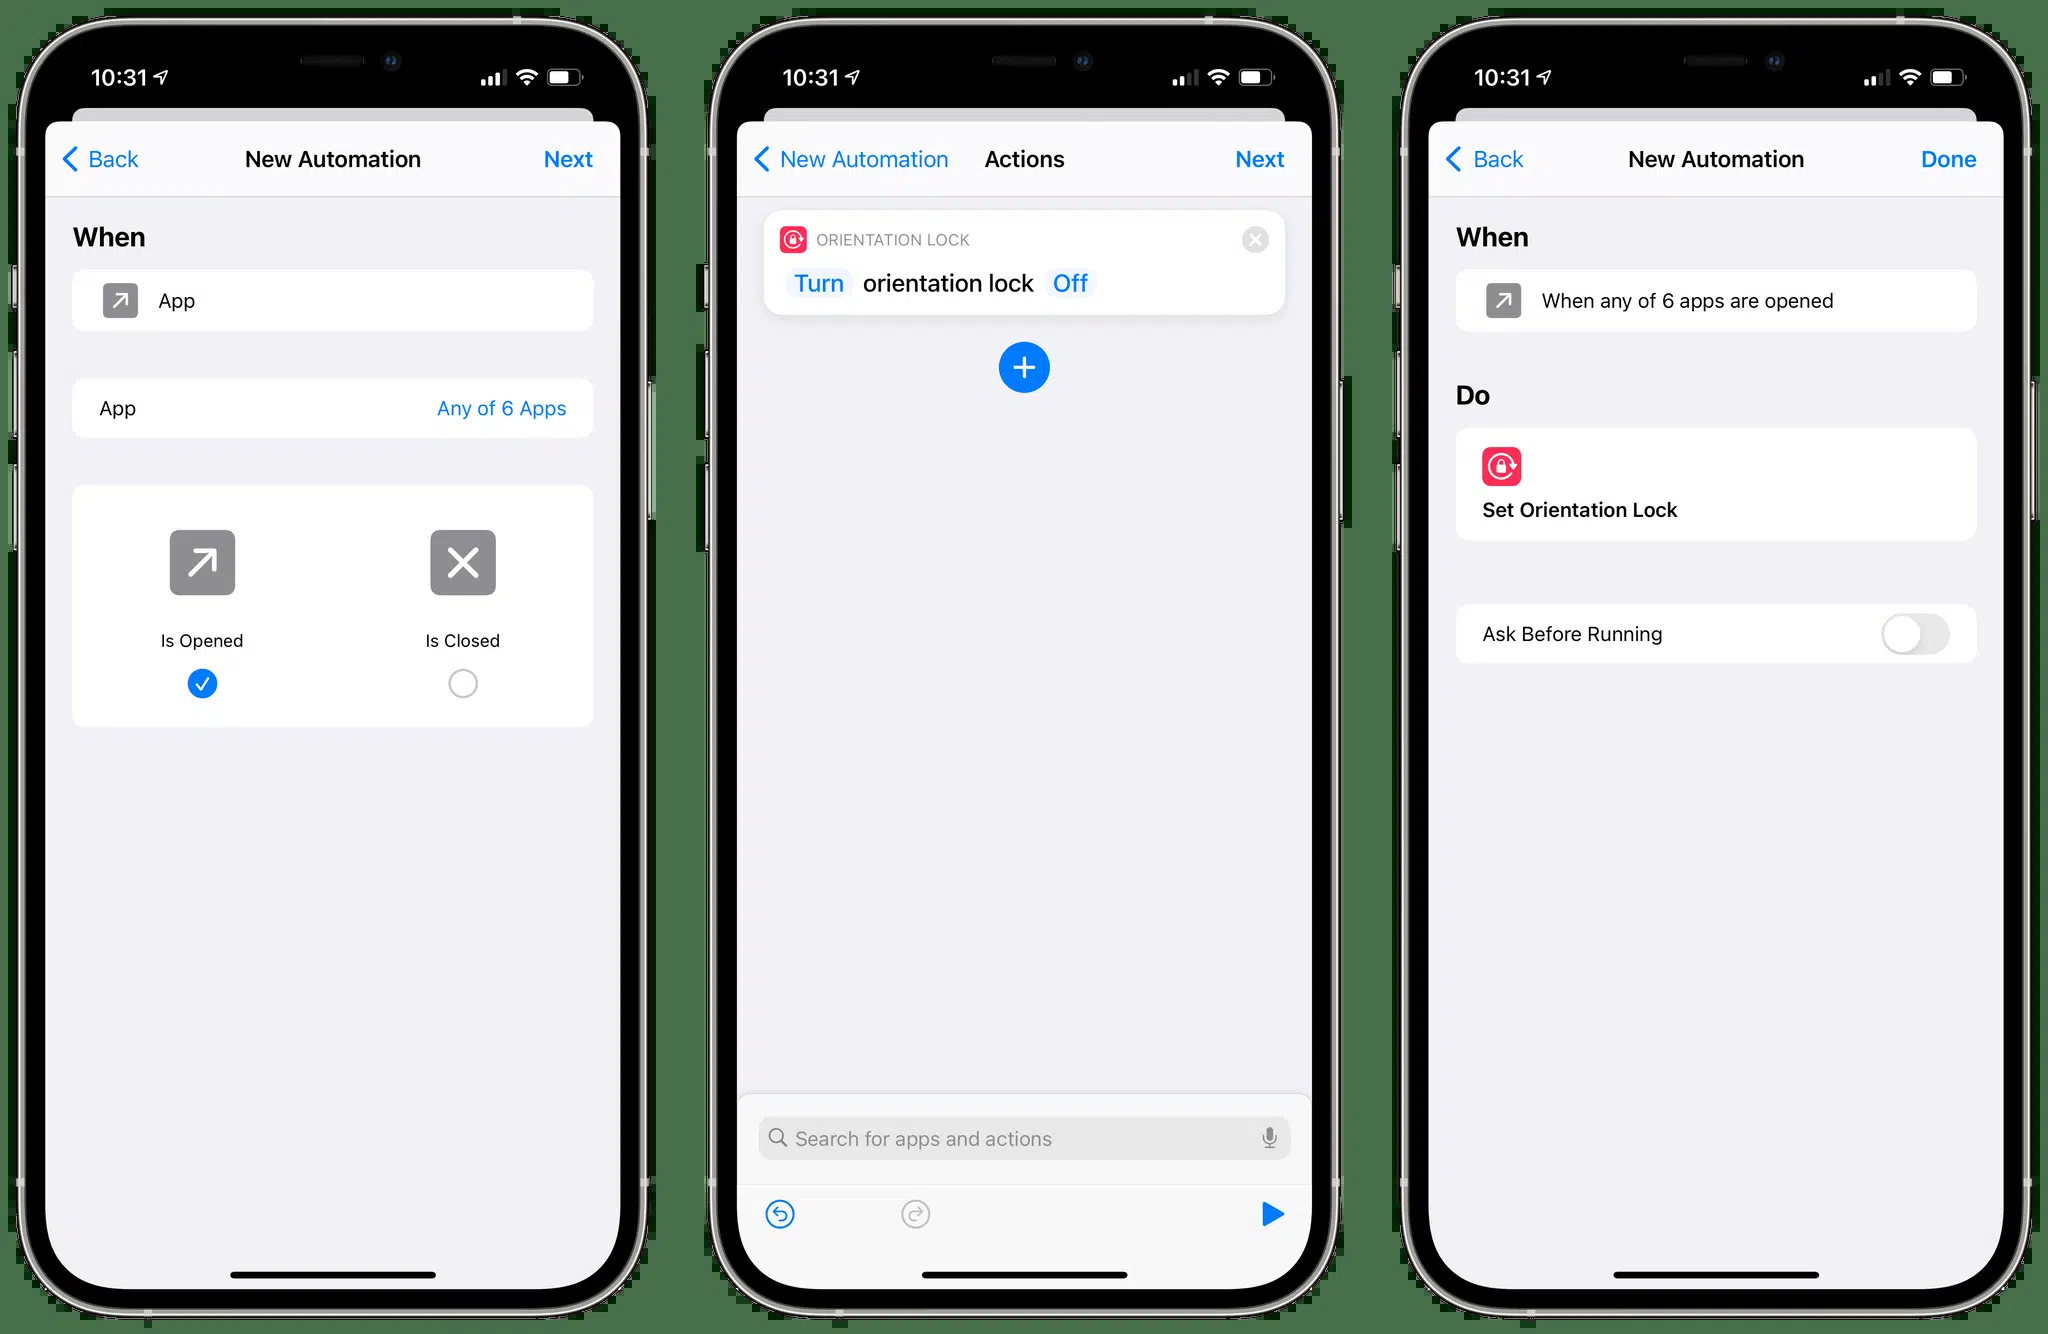 10:31
Back New Automation Next
When
App
App Any of 6 Apps
Is Opened Is Closed
10:31
New Automation Actions Next
ORIENTATION LOCK
Turn orientation lock Off
Search for apps and actions
10:31
Back New Automation Done
When
When any of 6 apps are opened
Do
Set Orientation Lock
Ask Before Running